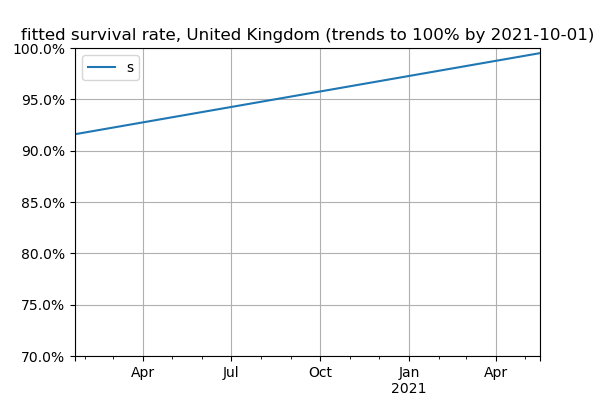 fitted survival rate, United Kingdom (trends to 100% by 2021-10-01)
100.0%
s
95.0%
90.0%
85.0%
80.0%
75.0%
70.0%
Apr Jul Oct Jan Apr
2021